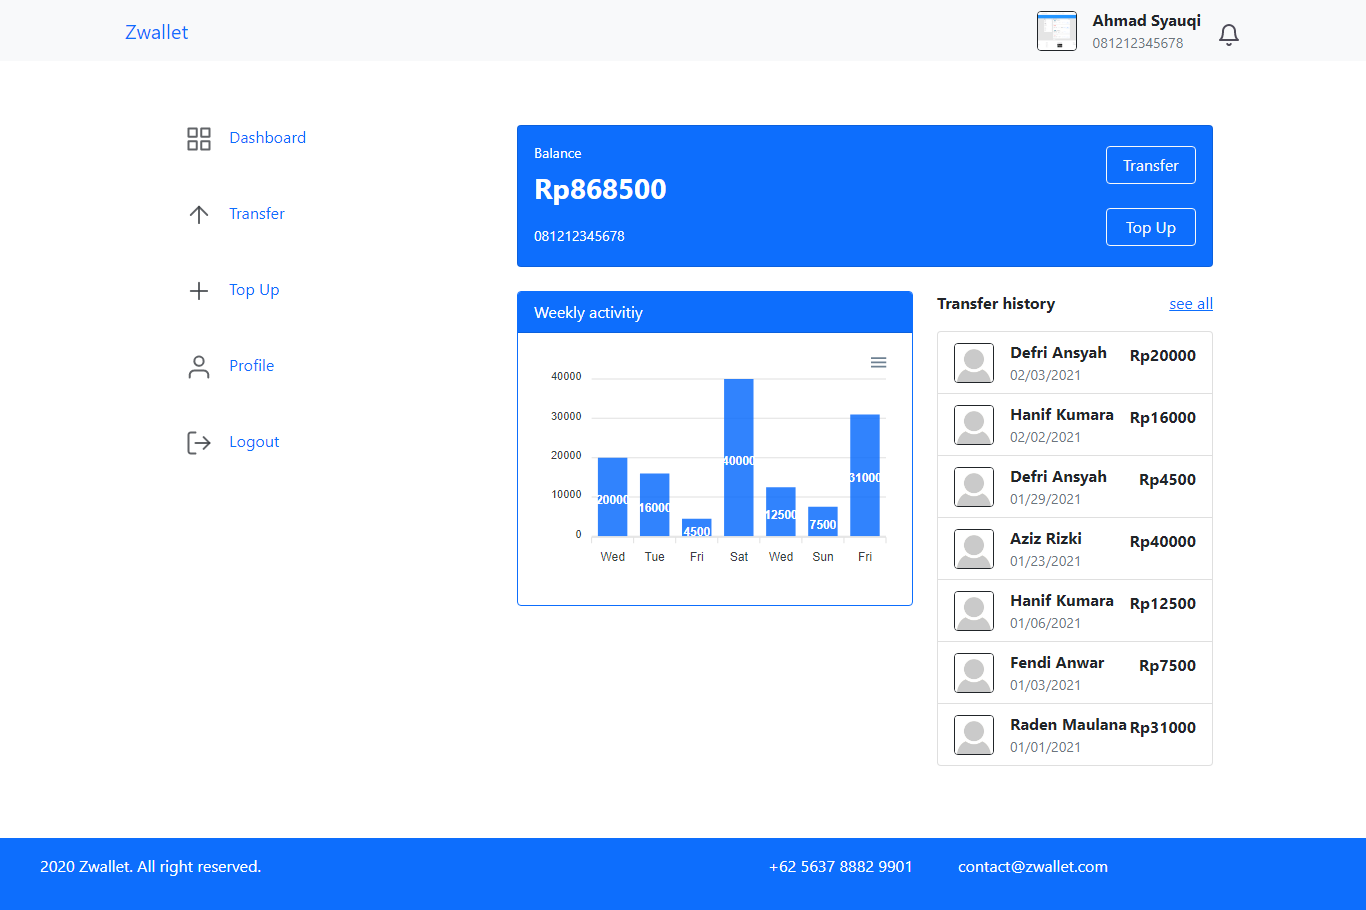 Zwallet
Ahmad Syauqi
081212345678
Dashboard
Transfer
Top Up
Profile
Logout
Balance
Rp868500
081212345678
Transfer
Top Up
Weekly activitiy
40000
30000
20000
10000
0
20000
16000
4500
40000
12500
7500
31000
Wed Tue Fri Sat Wed Sun Fri
Transfer history see all
Defri Ansyah Rp20000
02/03/2021
Hanif Kumara Rp16000
02/02/2021
Defri Ansyah Rp4500
01/29/2021
Aziz Rizki Rp40000
01/23/2021
Hanif Kumara Rp12500
01/06/2021
Fendi Anwar Rp7500
01/03/2021
Raden Maulana Rp31000
01/01/2021
2020 Zwallet. All right reserved. +62 5637 8882 9901 contact@zwallet.com